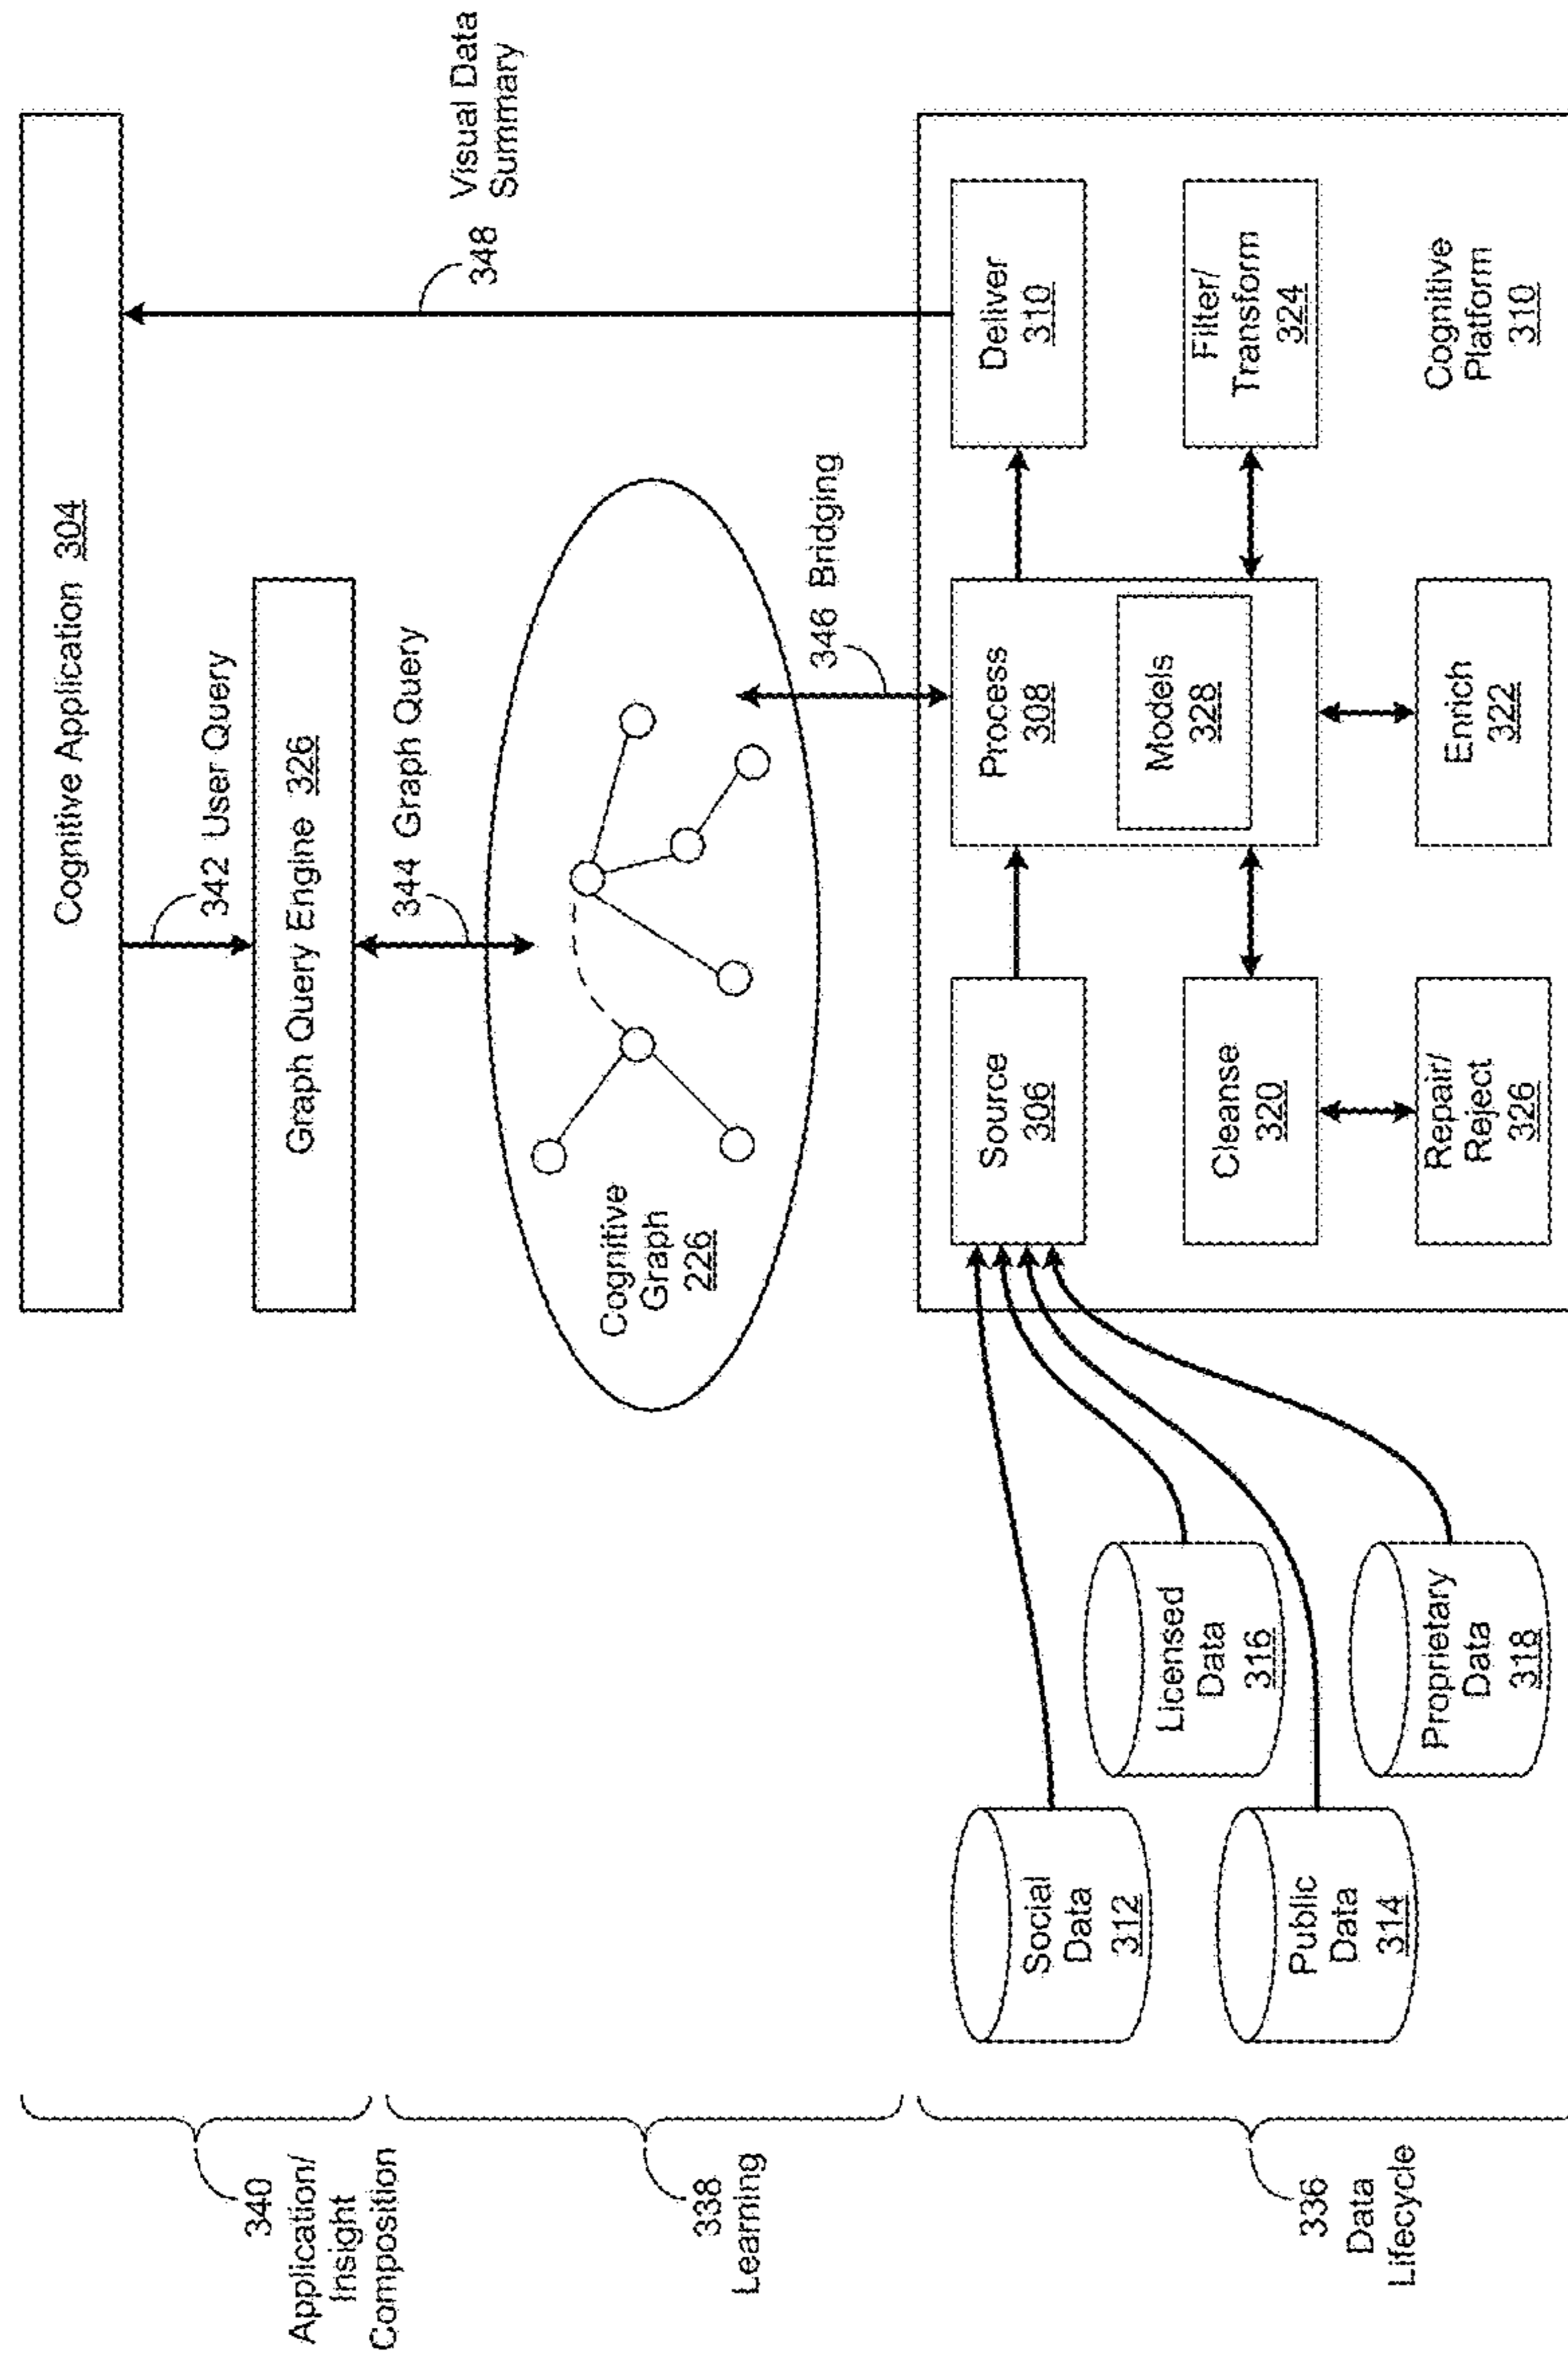 340
Application/
Insight
Composition
338
Learning
336
Data
Lifecycle
Cognitive Application 304
342 User Query
Graph Query Engine 326
344 Graph Query
348
Visual Data
Summary
Cognitive
Graph
226
346 Bridging
Social
Data
312
Licensed
Data
316
Public
Data
314
Proprietary
Data
318
Source
306
Process
308
Deliver
310
Models
328
Cleanse
320
Filter/
Transform
324
Repair/
Reject
326
Enrich
322
Cognitive
Platform
310